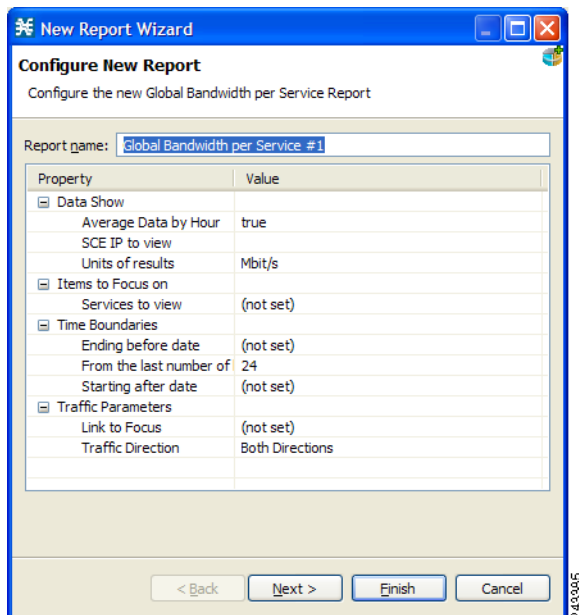 New Report Wizard
Configure New Report
Configure the new Global Bandwidth per Service Report
Report name: Global Bandwidth per Service #1
Property Value
Data Show
Average Data by Hour true
SCE IP to view
Units of results Mbit/s
Items to Focus on
Services to view (not set)
Time Boundaries
Ending before date (not set)
From the last number of 24
Starting after date (not set)
Traffic Parameters
Link to Focus (not set)
Traffic Direction Both Directions
< Back Next > Finish Cancel